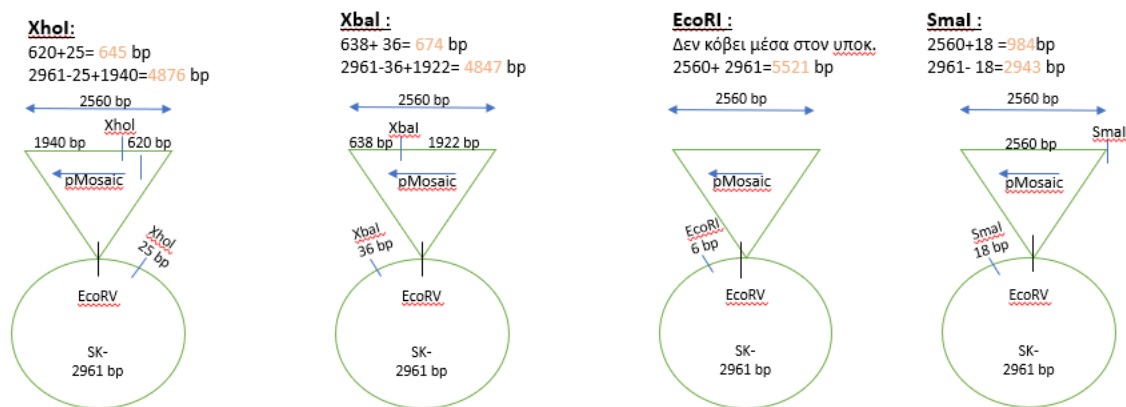 XhoI:
620+25= 645 bp
2961-25+1940=4876 bp
2560 bp
XhoI
1940 bp
620 bp
pMosaic
XhoI
25 bp
EcoRV
SK-
2961 bp
XbaI :
638+ 36= 674 bp
2961-36+1922= 4847 bp
2560 bp
XbaI
638 bp
1922 bp
pMosaic
XbaI
36 bp
EcoRV
SK-
2961 bp
EcoRI :
Δεν κόβει μέσα στον υποκ.
2560+ 2961=5521 bp
2560 bp
pMosaic
EcoRI
6 bp
EcoRV
SK-
2961 bp
SmaI :
2560+18 =984bp
2961- 18=2943 bp
2560 bp
SmaI
2560 bp
pMosaic
SmaI
18 bp
EcoRV
SK-
2961 bp